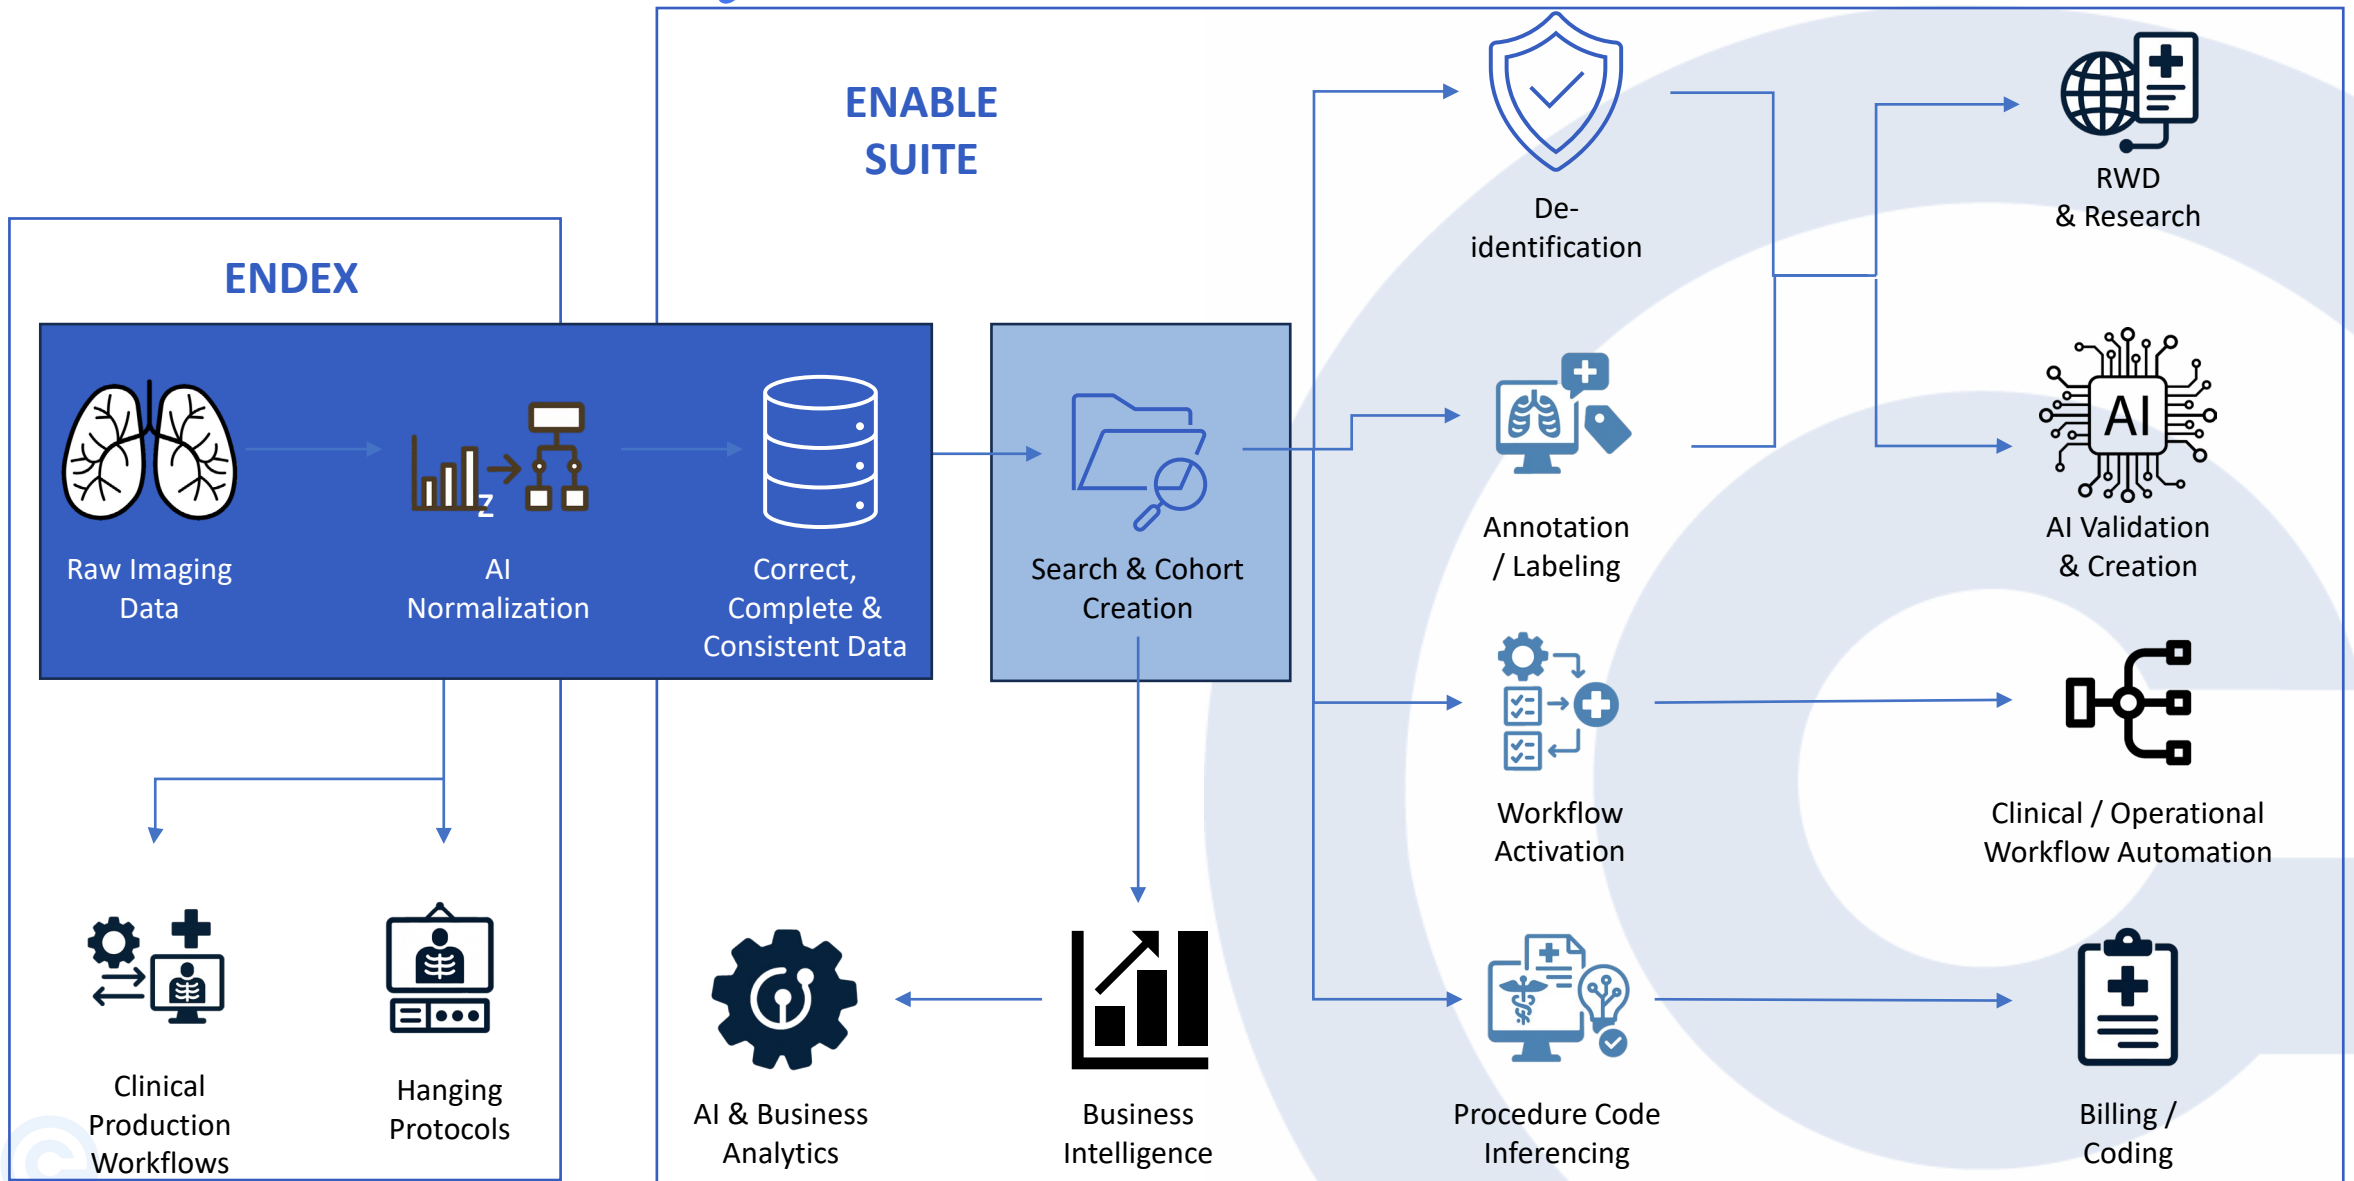 ENABLE
SUITE
ENDEX
Raw Imaging
Data
Z
AI
Normalization
Correct,
Complete &
Consistent Data
Search & Cohort
Creation
De-
identification
RWD
& Research
Annotation
/ Labeling
AI
AI Validation
& Creation
Workflow
Activation
Clinical / Operational
Workflow Automation
Clinical
Production
Workflows
Hanging
Protocols
AI & Business
Analytics
Business
Intelligence
Procedure Code
Inferencing
Billing /
Coding